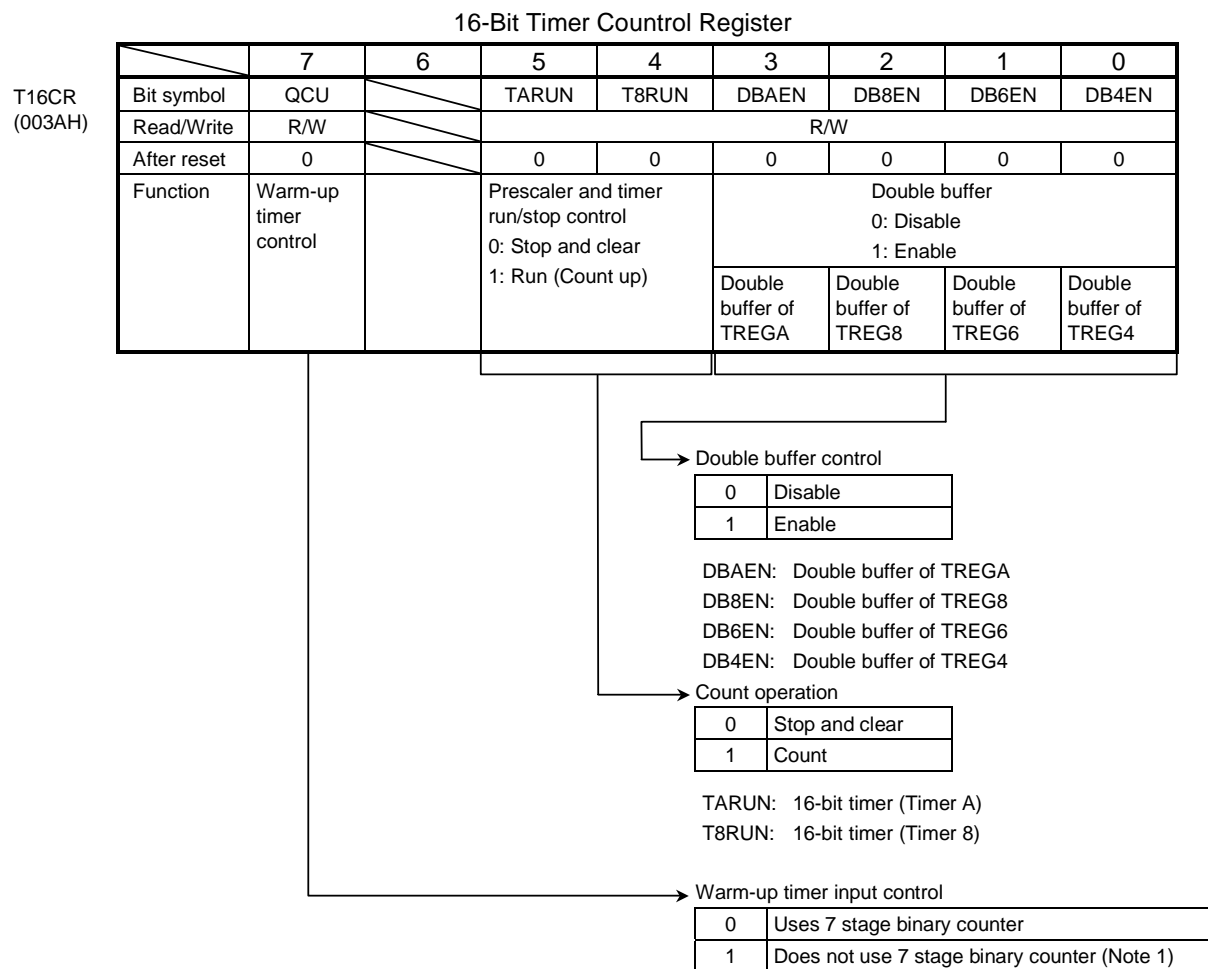 16-Bit Timer Countrol Register
7 6 5 4 3 2 1 0
T16CR
(003AH)
Bit symbol QCU TARUN T8RUN DBAEN DB8EN DB6EN DB4EN
Read/Write R/W R/W
After reset 0 0 0 0 0 0 0
Function
Warm-up
timer
control
Prescaler and timer
run/stop control
0: Stop and clear
1: Run (Count up)
Double buffer
0: Disable
1: Enable
Double
buffer of
TREGA
Double
buffer of
TREG8
Double
buffer of
TREG6
Double
buffer of
TREG4
Double buffer control
0 Disable
1 Enable
DBAEN: Double buffer of TREGA
DB8EN: Double buffer of TREG8
DB6EN: Double buffer of TREG6
DB4EN: Double buffer of TREG4
Count operation
0 Stop and clear
1 Count
TARUN: 16-bit timer (Timer A)
T8RUN: 16-bit timer (Timer 8)
Warm-up timer input control
0 Uses 7 stage binary counter
1 Does not use 7 stage binary counter (Note 1)